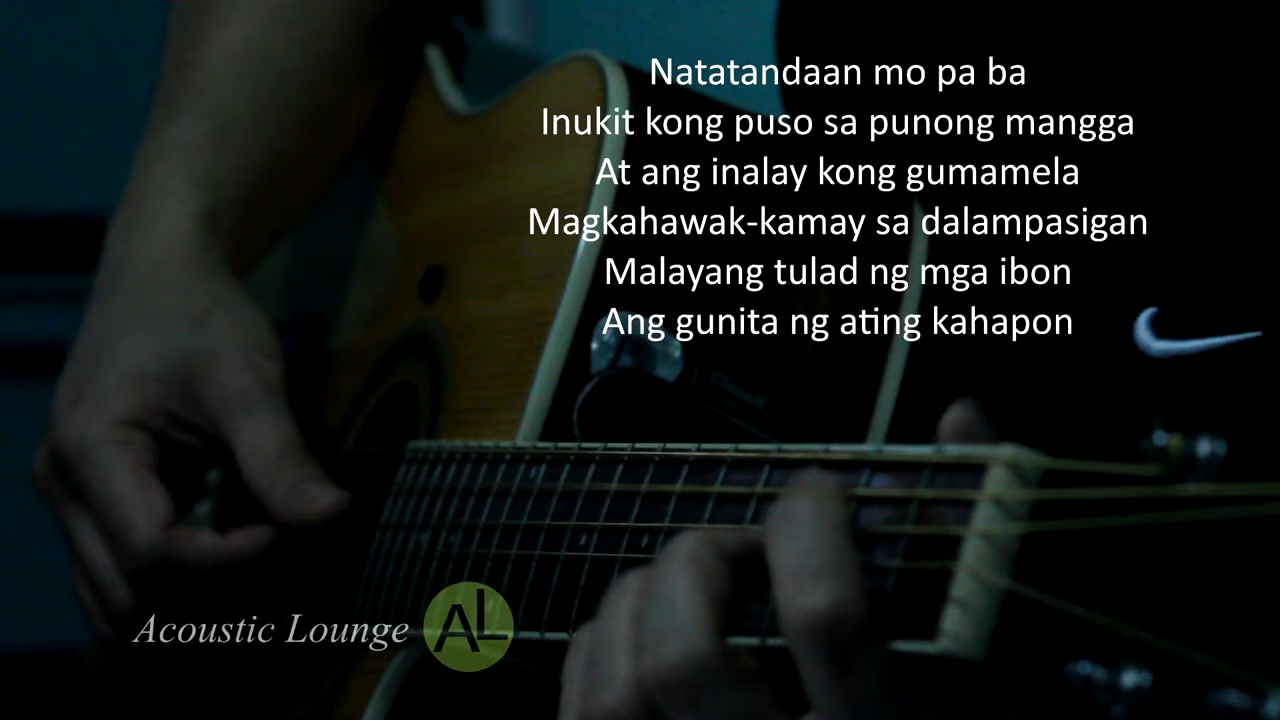 Natatandaan mo pa ba
Inukit kong puso sa punong mangga
At ang inalay kong gumamela
Magkahawak-kamay sa dalampasigan
Malayang tulad ng mga ibon
Ang gunita ng ating kahapon
Acoustic Lounge AL